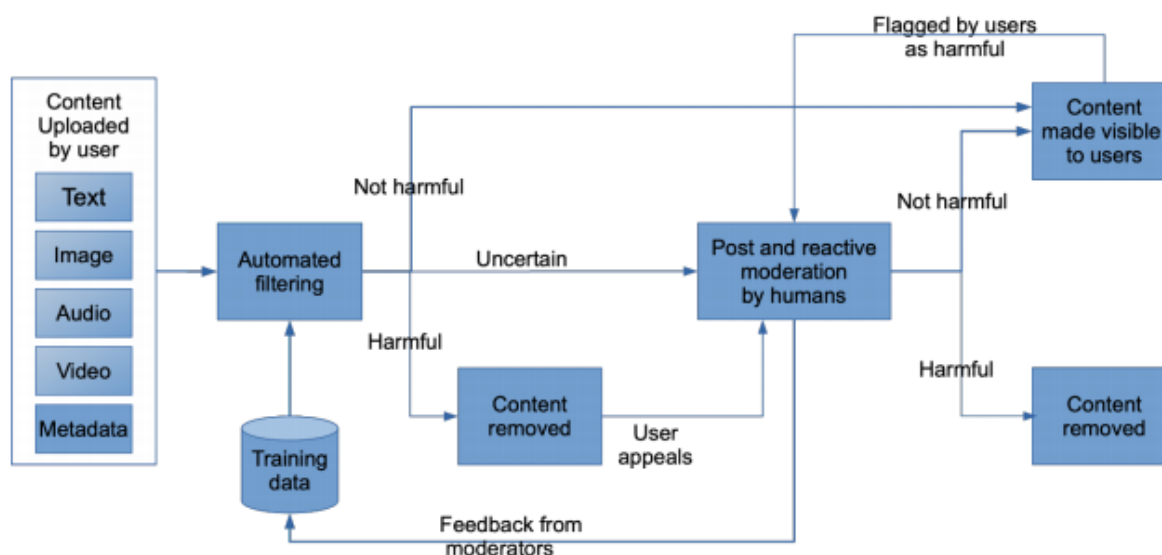 Flagged by users
as harmful
Content
Uploaded
by user
Text
Image
Audio
Video
Metadata
Automated
filtering
Not harmful
Uncertain
Harmful
Training
data
Content
removed
User
appeals
Post and reactive
moderation
by humans
Feedback from
moderators
Content
made visible
to users
Not harmful
Harmful
Content
removed